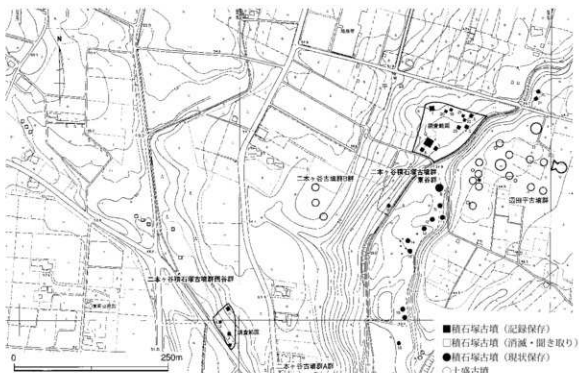 N
調査範囲
二本ヶ谷積石塚古墳群
東谷群
二本ヶ谷古墳群B群
辺田平古墳群
二本ヶ谷積石塚古墳群西谷群
調査範囲
二本ヶ谷古墳群A群
0 250m
■積石塚古墳（記録保存）
□積石塚古墳（消滅・聞き取り）
●積石塚古墳（現状保存）
○土盛古墳